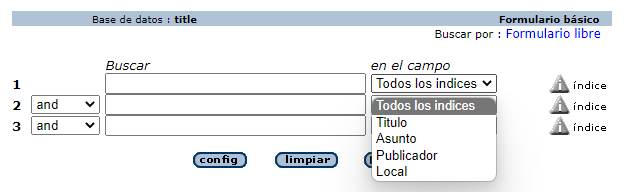 Base de datos : title Formulario básico
Buscar por : Formulario libre
Buscar en el campo
1 Todos los indices índice
2 and Todos los indices índice
3 and Titulo índice
Asunto
config limpiar Publicador
Local